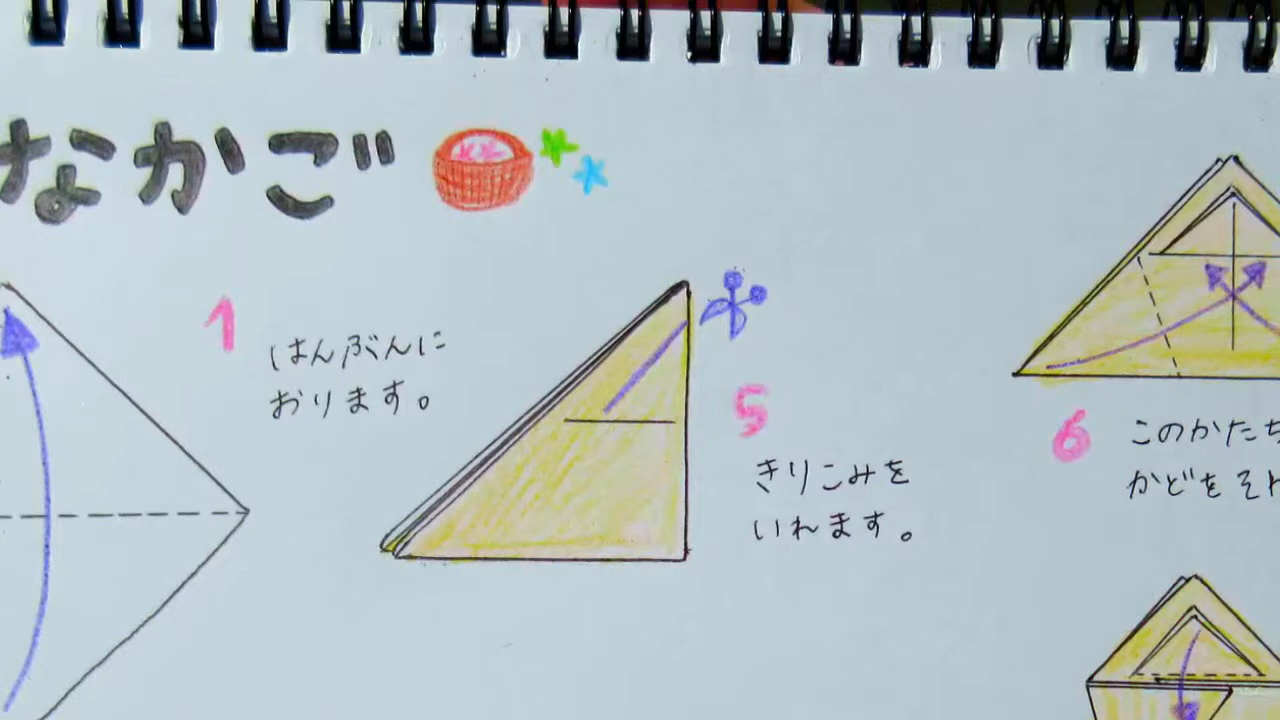 なかご
1
はんぶんに
おります。
5
きりこみを
いれます。
6
このかたち
かどをそれ